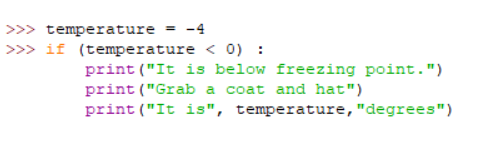 >>> temperature = -4
>>> if (temperature < 0) :
        print("It is below freezing point.")
        print("Grab a coat and hat")
        print("It is", temperature,"degrees")